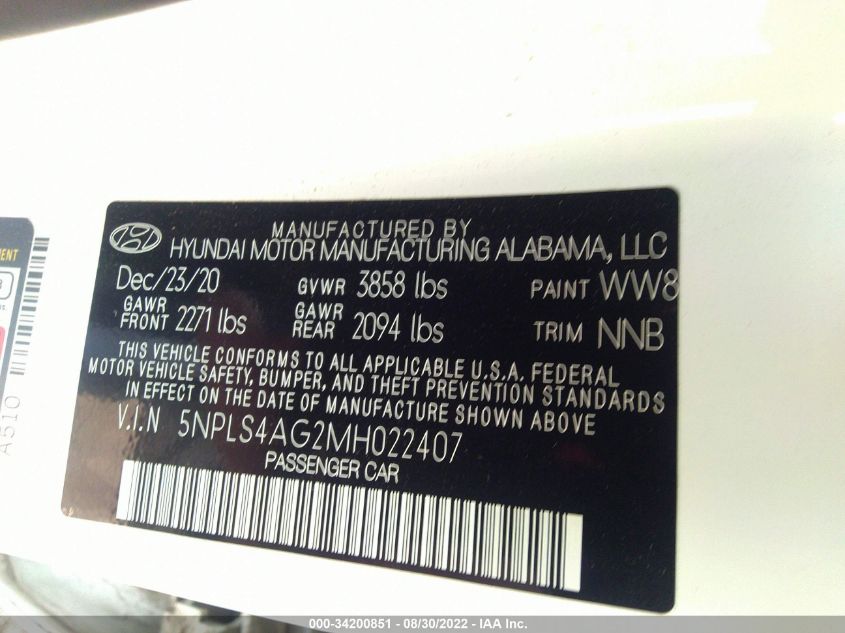 MANUFACTURED BY
HYUNDAI MOTOR MANUFACTURING ALABAMA, LLC
Dec/23/20 GVWR 3858 lbs PAINT WW8
GAWR FRONT 2271 lbs GAWR REAR 2094 lbs TRIM NNB
THIS VEHICLE CONFORMS TO ALL APPLICABLE U.S.A. FEDERAL
MOTOR VEHICLE SAFETY, BUMPER, AND THEFT PREVENTION STANDARDS
IN EFFECT ON THE DATE OF MANUFACTURE SHOWN ABOVE
V.I.N 5NPLS4AG2MH022407
PASSENGER CAR
A510
000-34200851 - 08/30/2022 - IAA Inc.